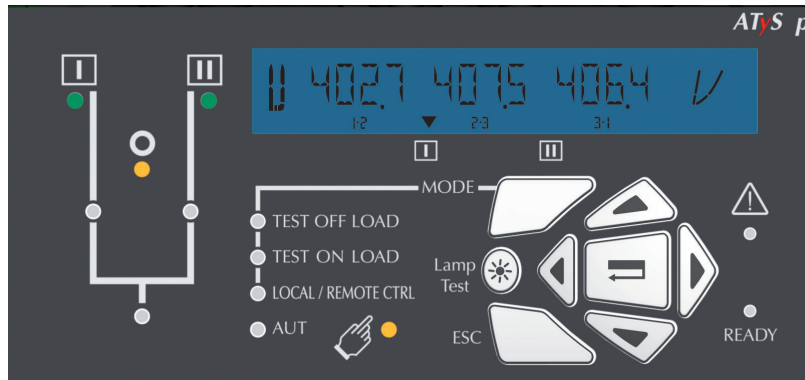 ATyS p
I
II
U 402.7 407.5 406.4 V
1-2 2-3 3-1
I II
MODE
TEST OFF LOAD
TEST ON LOAD
Lamp
Test
LOCAL / REMOTE CTRL
AUT
ESC
READY